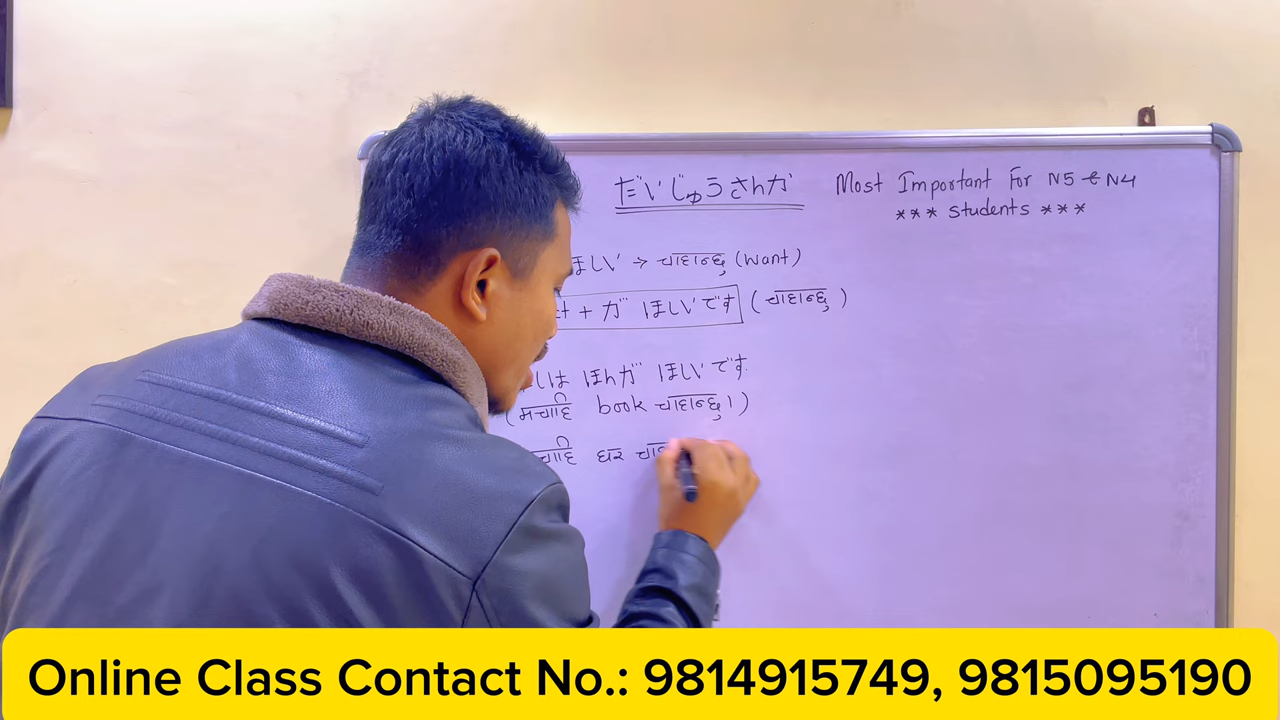 だいじゅうさんか Most Important For N5 & N4
*** students ***
ほしい → चाहान्छु (want)
+ が ほしいです (चाहान्छु)
しは ほんが ほしいです.
(मचाहि book चाहान्छु।)
चाहि घर
Online Class Contact No.: 9814915749, 9815095190